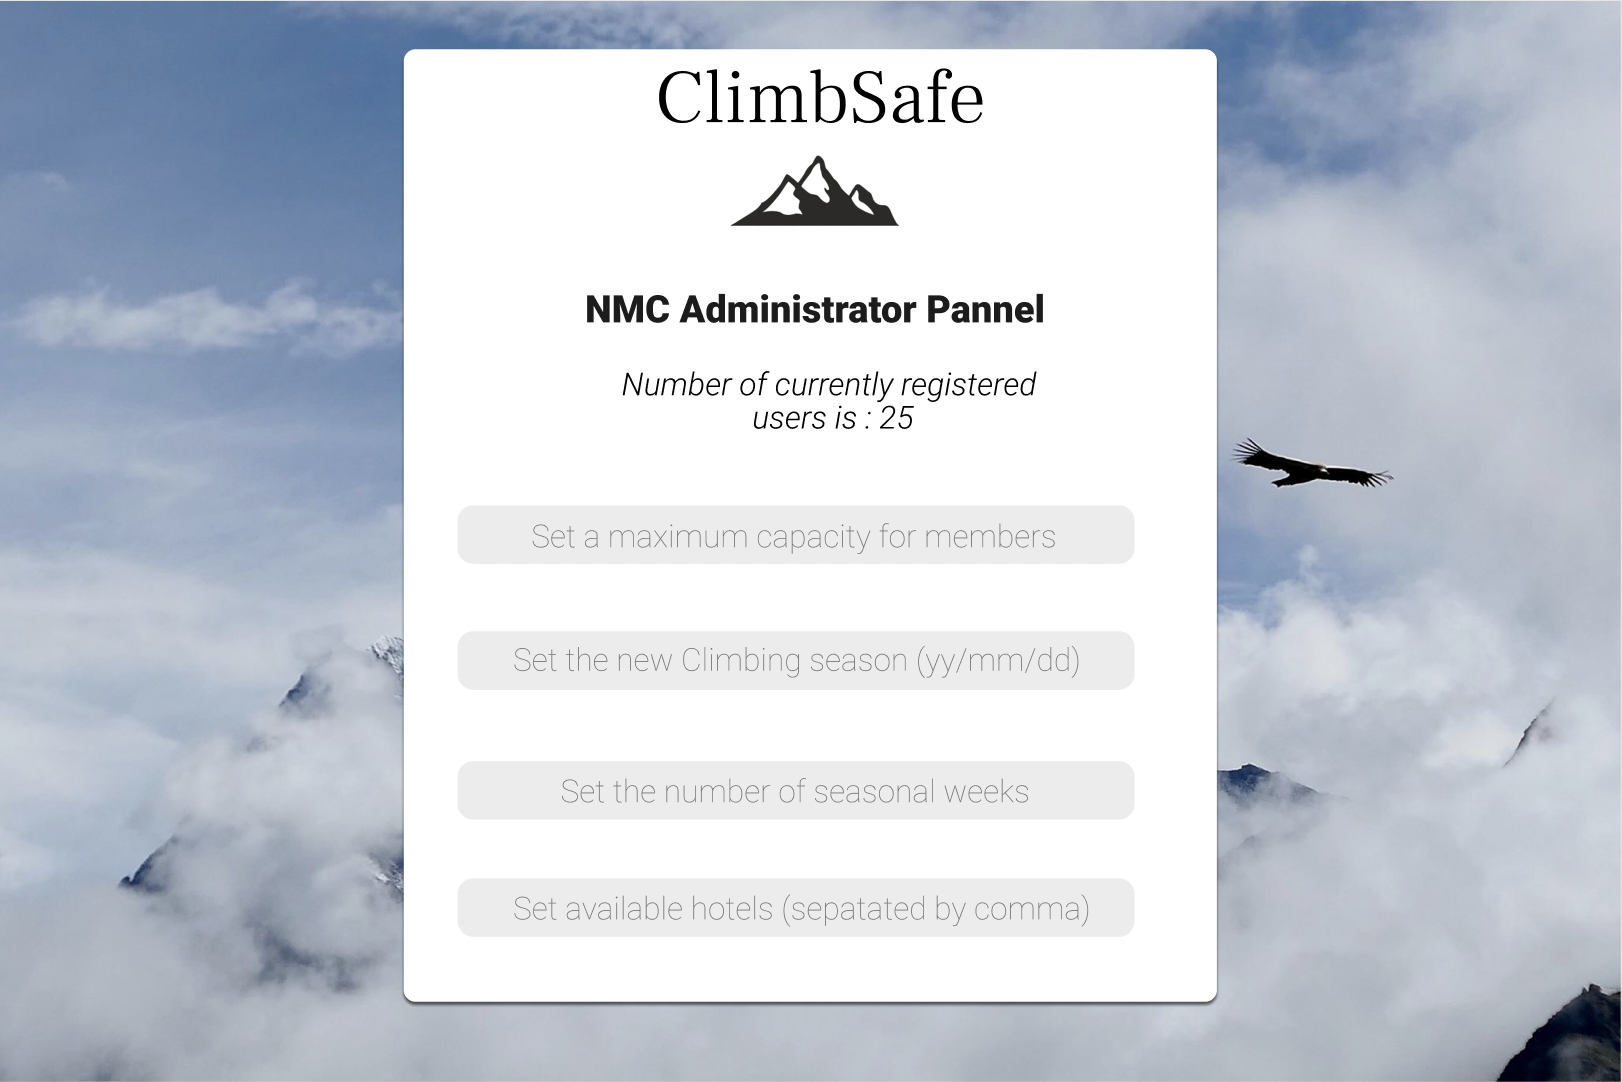 ClimbSafe
NMC Administrator Pannel
Number of currently registered
users is : 25
Set a maximum capacity for members
Set the new Climbing season (yy/mm/dd)
Set the number of seasonal weeks
Set available hotels (sepatated by comma)